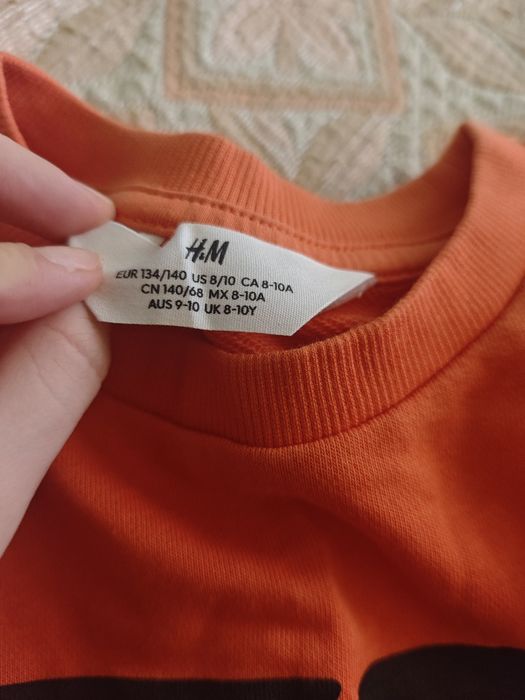 H&M
EUR 134/140 US 8/10 CA 8-10A
CN 140/68 MX 8-10A
AUS 9-10 UK 8-10Y